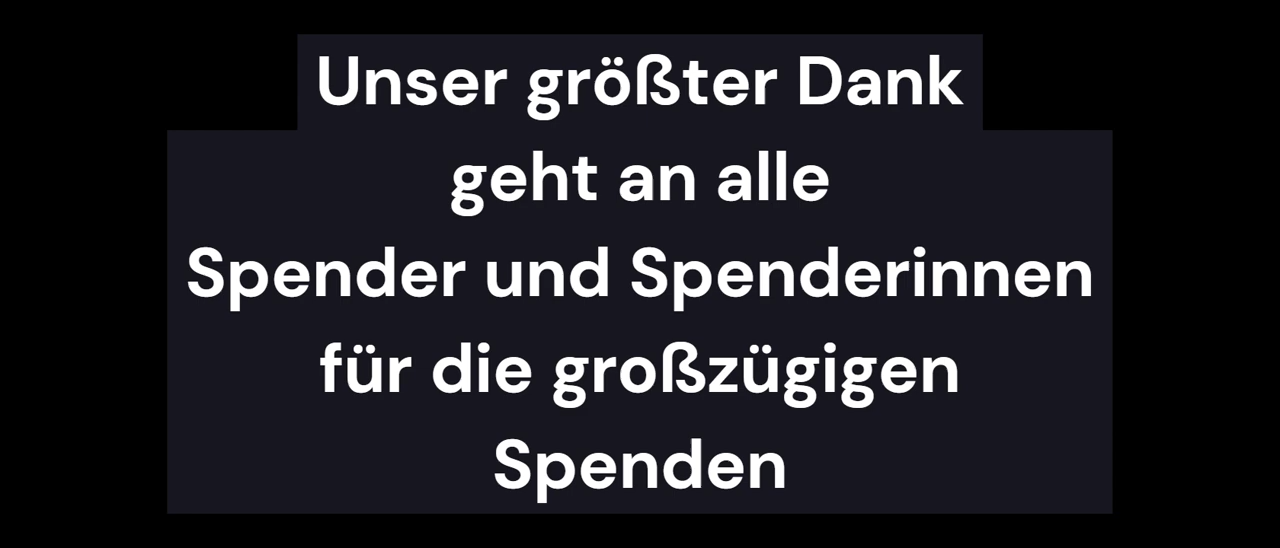 Unser größter Dank
geht an alle
Spender und Spenderinnen
für die großzügigen
Spenden